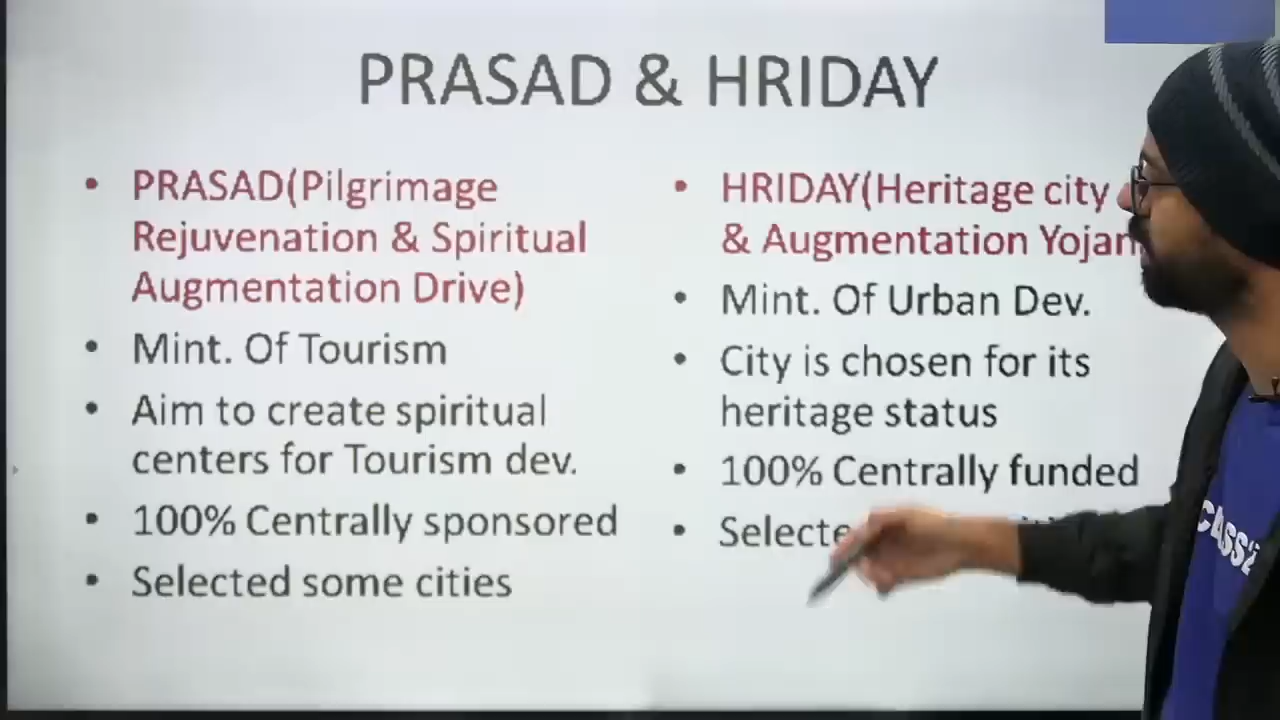 PRASAD & HRIDAY
• PRASAD(Pilgrimage
Rejuvenation & Spiritual
Augmentation Drive)
• Mint. Of Tourism
• Aim to create spiritual
centers for Tourism dev.
• 100% Centrally sponsored
• Selected some cities
• HRIDAY(Heritage city
& Augmentation Yojan
• Mint. Of Urban Dev.
• City is chosen for its
heritage status
• 100% Centrally funded
• Selecte